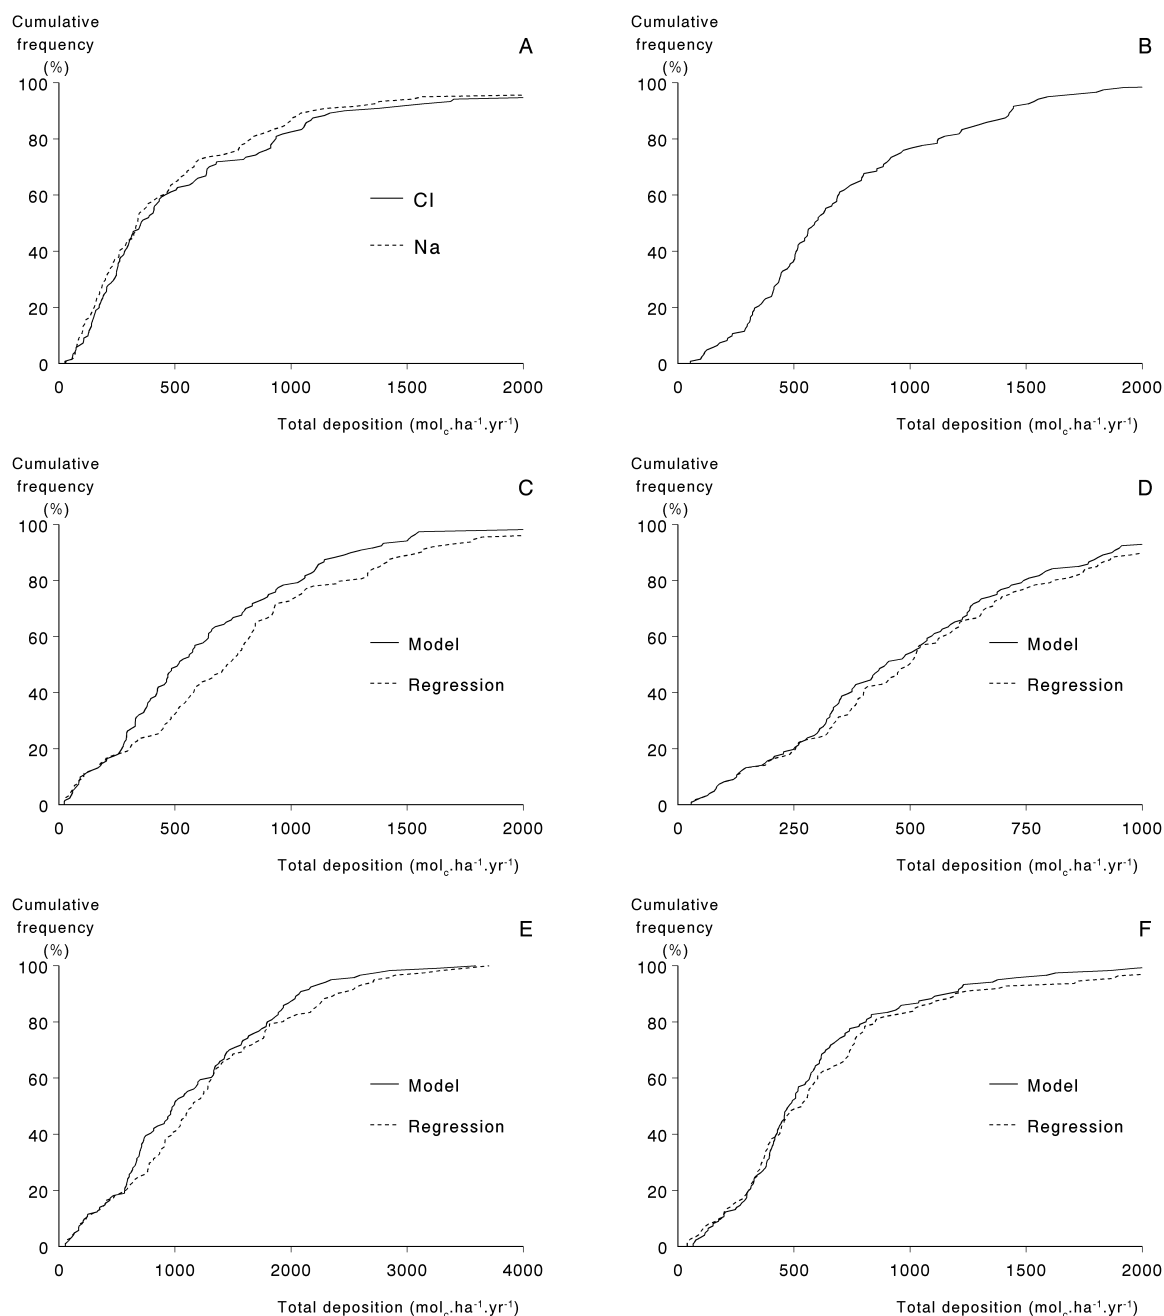 Cumulative
frequency
(%)
A
100
80
60
40
20
0
Cl
Na
0 500 1000 1500 2000
Total deposition (molc.ha-1.yr-1)
Cumulative
frequency
(%)
B
100
80
60
40
20
0
0 500 1000 1500 2000
Total deposition (molc.ha-1.yr-1)
Cumulative
frequency
(%)
C
100
80
60
40
20
0
Model
Regression
0 500 1000 1500 2000
Total deposition (molc.ha-1.yr-1)
Cumulative
frequency
(%)
D
100
80
60
40
20
0
Model
Regression
0 250 500 750 1000
Total deposition (molc.ha-1.yr-1)
Cumulative
frequency
(%)
E
100
80
60
40
20
0
Model
Regression
0 1000 2000 3000 4000
Total deposition (molc.ha-1.yr-1)
Cumulative
frequency
(%)
F
100
80
60
40
20
0
Model
Regression
0 500 1000 1500 2000
Total deposition (molc.ha-1.yr-1)